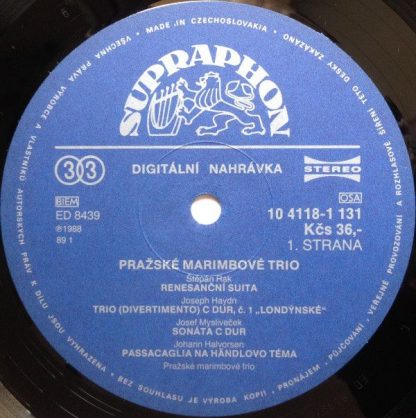 MADE IN CZECHOSLOVAKIA • VŠECHNA PRÁVA VÝROBCE A VLASTNÍKŮ AUTORSKÝCH PRÁV K DÍLU JSOU VYHRAZENA • BEZ SOUHLASU JE VÝROBA KOPIÍ • PRONÁJEM • PŮJČOVÁNÍ • VEŘEJNÉ PROVOZOVÁNÍ A ROZHLASOVÉ ŠÍŘENÍ TÉTO DESKY ZAKÁZÁNO •
SUPRAPHON
33
DIGITÁLNÍ NAHRÁVKA
STEREO
BIEM
OSA
ED 8439
10 4118-1 131
℗1988
Kčs 36,-
89 1
1. STRANA
PRAŽSKÉ MARIMBOVÉ TRIO
Štěpán Rak
RENESANČNÍ SUITA
Joseph Haydn
TRIO (DIVERTIMENTO) C DUR, č. 1 „LONDÝNSKÉ"
Josef Mysliveček
SONÁTA C DUR
Johann Halvorsen
PASSACAGLIA NA HÄNDLOVO TÉMA
Pražské marimbové trio